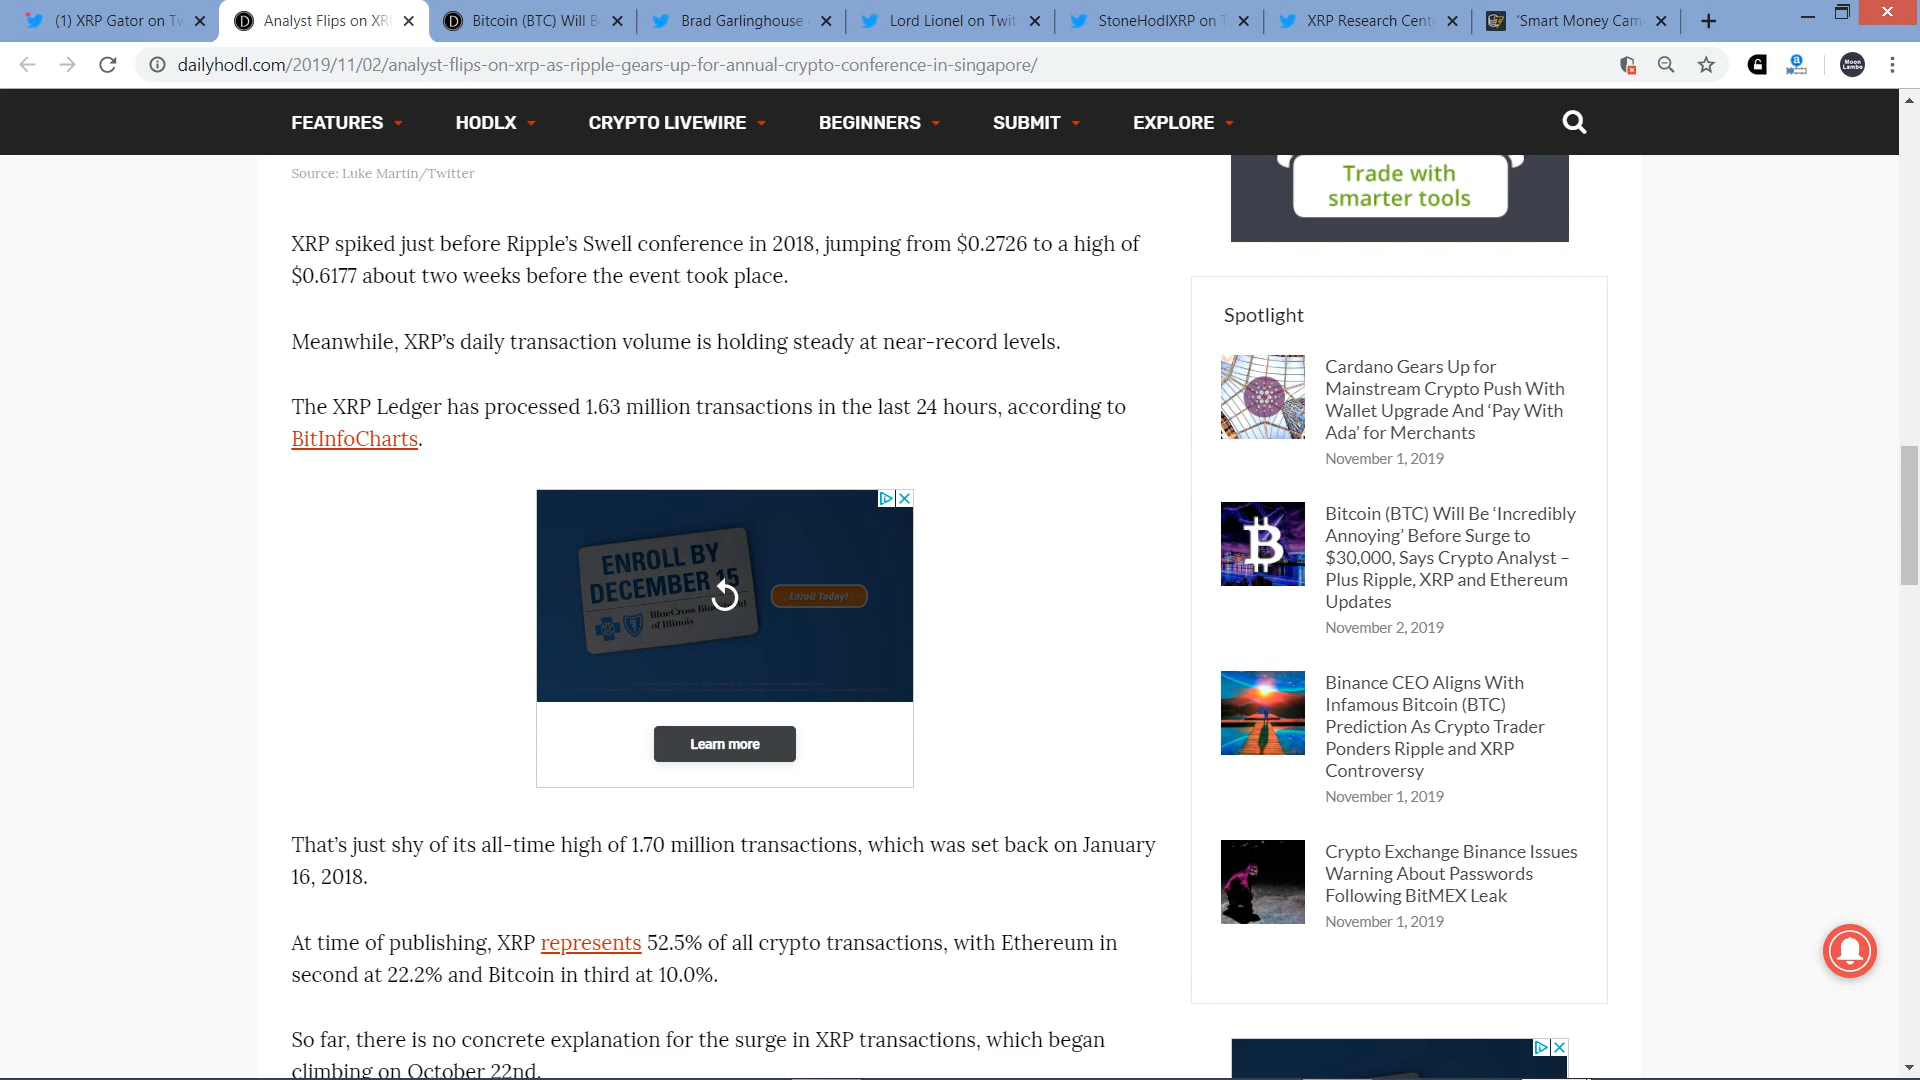 (1) XRP Gator on Tw
Analyst Flips on XR
Bitcoin (BTC) Will B
Brad Garlinghouse
Lord Lionel on Twit
StoneHodlXRP on T
XRP Research Cent
'Smart Money Cam
dailyhodl.com/2019/11/02/analyst-flips-on-xrp-as-ripple-gears-up-for-annual-crypto-conference-in-singapore/
FEATURES
HODLX
CRYPTO LIVEWIRE
BEGINNERS
SUBMIT
EXPLORE
Source: Luke Martin/Twitter
XRP spiked just before Ripple's Swell conference in 2018, jumping from $0.2726 to a high of
$0.6177 about two weeks before the event took place.
Meanwhile, XRP's daily transaction volume is holding steady at near-record levels.
The XRP Ledger has processed 1.63 million transactions in the last 24 hours, according to
BitInfoCharts.
ENROLL BY
DECEMBER 15
BlueCross BlueShield
of Illinois
Enroll Today!
Learn more
That's just shy of its all-time high of 1.70 million transactions, which was set back on January
16, 2018.
At time of publishing, XRP represents 52.5% of all crypto transactions, with Ethereum in
second at 22.2% and Bitcoin in third at 10.0%.
So far, there is no concrete explanation for the surge in XRP transactions, which began
climbing on October 22nd.
Trade with
smarter tools
Spotlight
Cardano Gears Up for
Mainstream Crypto Push With
Wallet Upgrade And 'Pay With
Ada' for Merchants
November 1, 2019
Bitcoin (BTC) Will Be 'Incredibly
Annoying' Before Surge to
$30,000, Says Crypto Analyst –
Plus Ripple, XRP and Ethereum
Updates
November 2, 2019
Binance CEO Aligns With
Infamous Bitcoin (BTC)
Prediction As Crypto Trader
Ponders Ripple and XRP
Controversy
November 1, 2019
Crypto Exchange Binance Issues
Warning About Passwords
Following BitMEX Leak
November 1, 2019